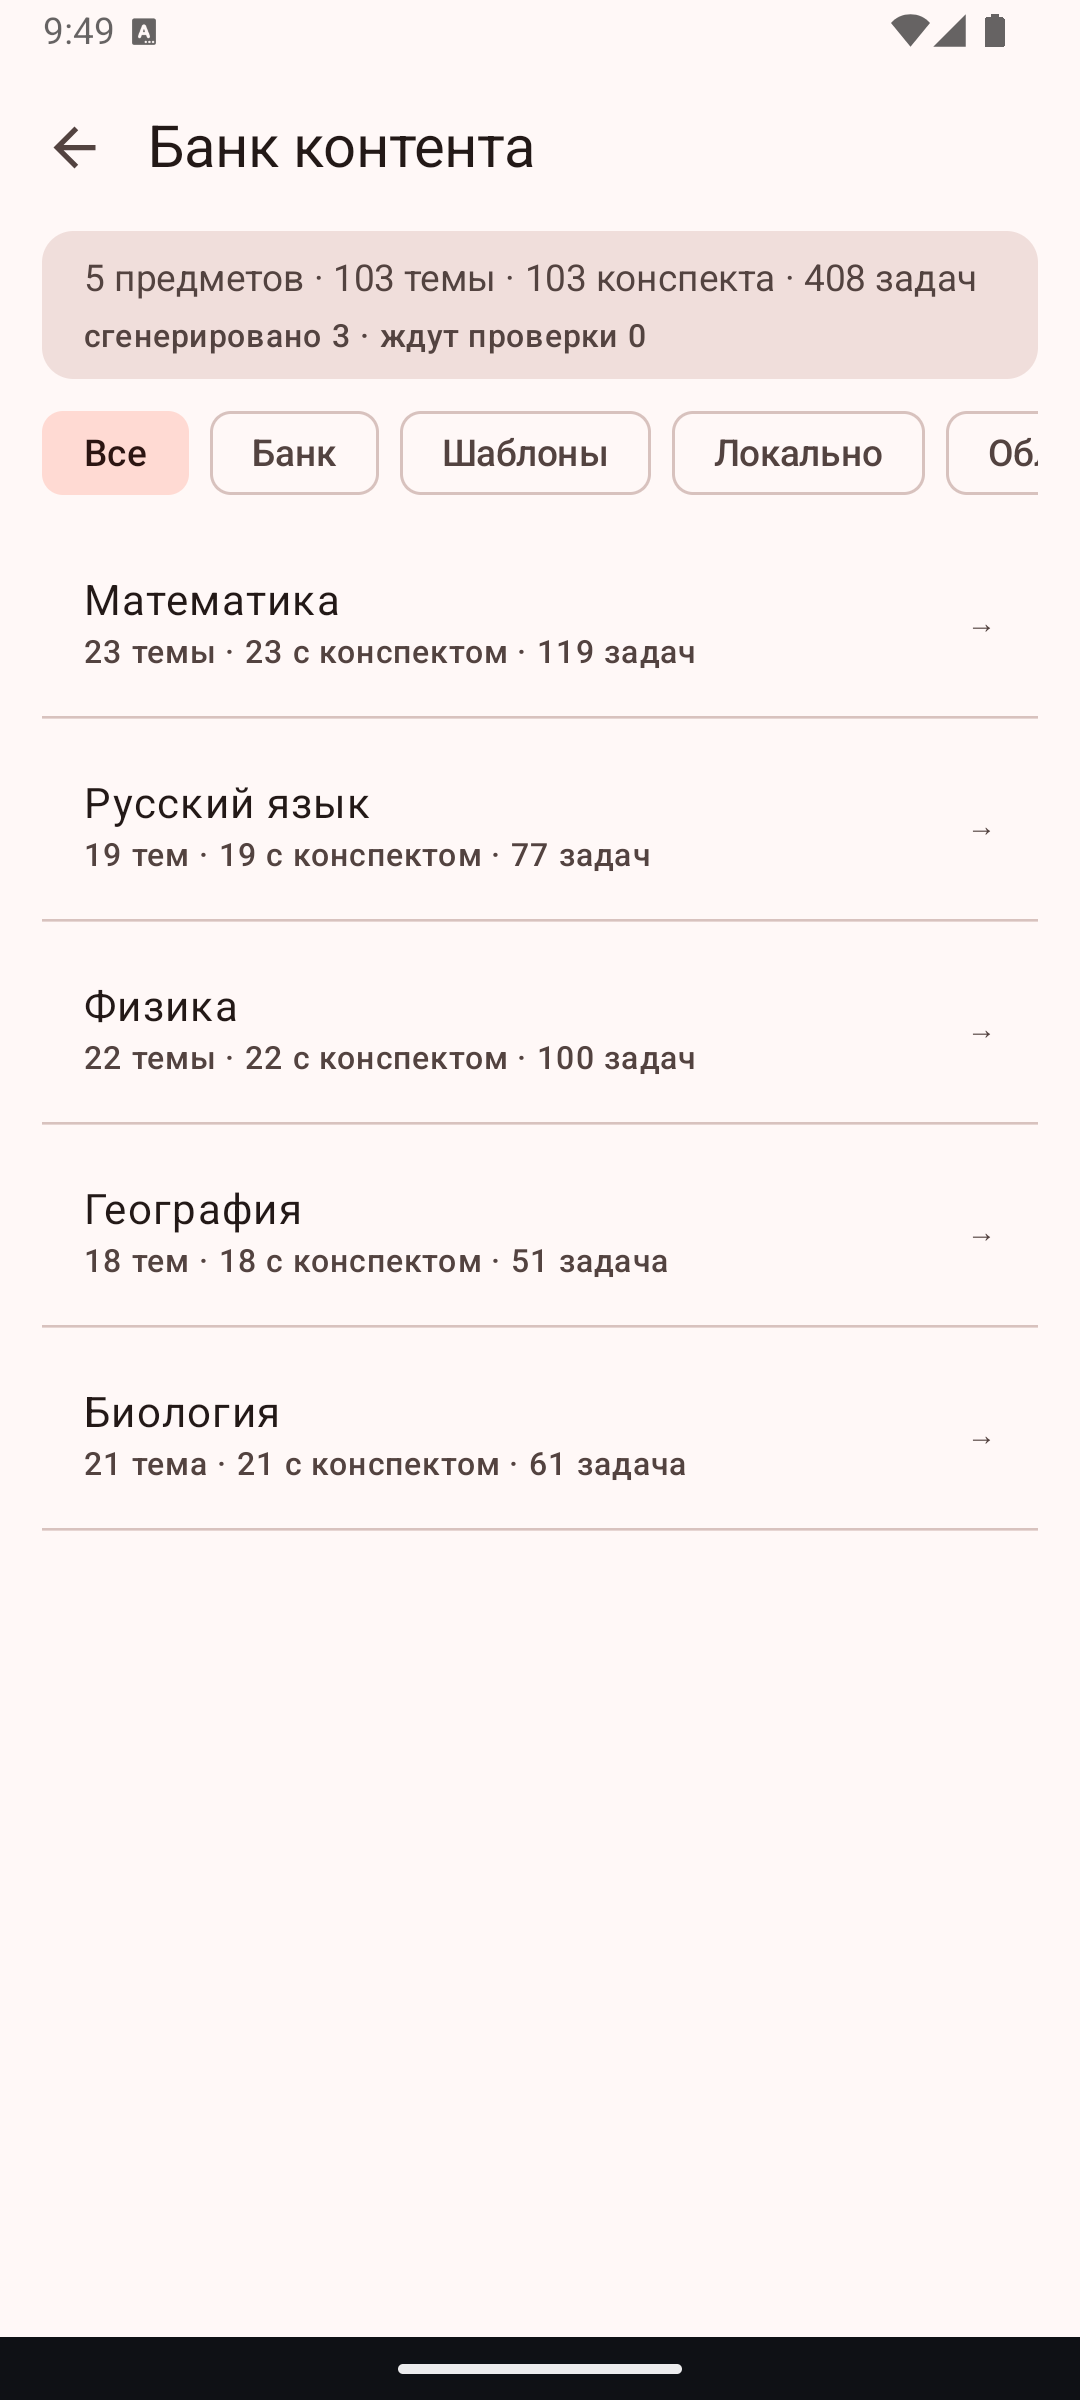 9:49
Банк контента
5 предметов · 103 темы · 103 конспекта · 408 задач
сгенерировано 3 · ждут проверки 0
Все Банк Шаблоны Локально
Математика
23 темы · 23 с конспектом · 119 задач →
Русский язык
19 тем · 19 с конспектом · 77 задач →
Физика
22 темы · 22 с конспектом · 100 задач →
География
18 тем · 18 с конспектом · 51 задача →
Биология
21 тема · 21 с конспектом · 61 задача →